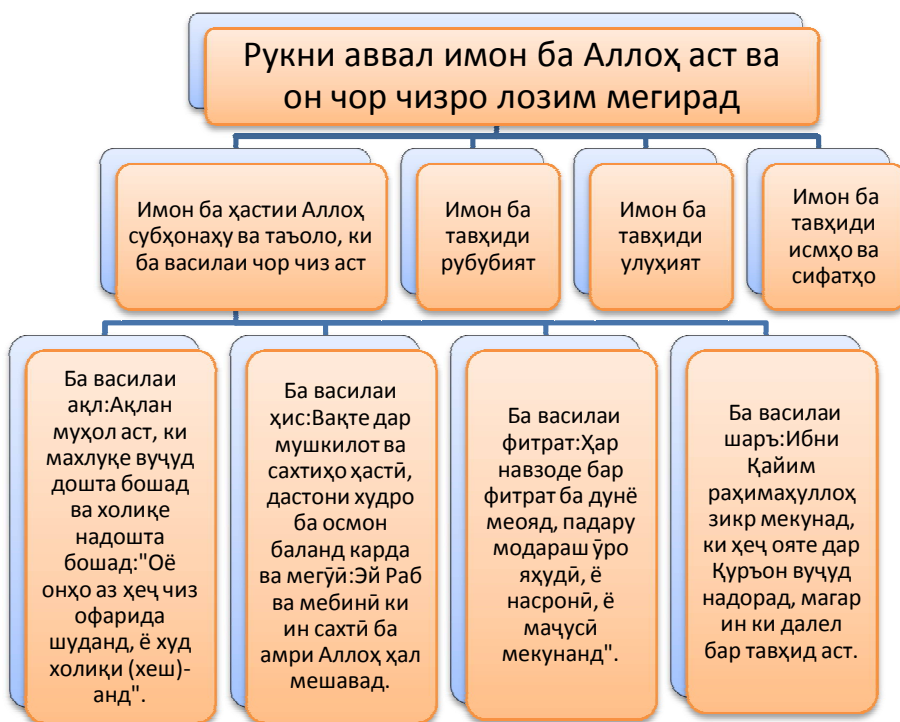 Рукни аввал имон ба Аллоҳ аст ва
он чор чизро лозим мегирад
Имон ба ҳастии Аллоҳ
субҳонаҳу ва таъоло, ки
ба василаи чор чиз аст
Имон ба
тавҳиди
рубубият
Имон ба
тавҳиди
улуҳият
Имон ба
тавҳиди
исмҳо ва
сифатҳо
Ба василаи
ақл:Ақлан
муҳол аст, ки
махлуқе вуҷуд
дошта бошад
ва холиқе
надошта
бошад:"Оё
онҳо аз ҳеҷ чиз
офарида
шуданд, ё худ
холиқи (хеш)-
анд".
Ба василаи
ҳис:Вақте дар
мушкилот ва
сахтиҳо ҳастӣ,
дастони худро
ба осмон
баланд карда
ва мегӯӣ:Эй Раб
ва мебинӣ ки
ин сахтӣ ба
амри Аллоҳ ҳал
мешавад.
Ба василаи
фитрат:Ҳар
навзоде бар
фитрат ба дунё
меояд, падару
модараш ӯро
яҳудӣ, ё
насронӣ, ё
маҷусӣ
мекунанд".
Ба василаи
шаръ:Ибни
Қайим
раҳимаҳуллоҳ
зикр мекунад,
ки ҳеҷ ояте дар
Қуръон вуҷуд
надорад, магар
ин ки далел
бар тавҳид аст.